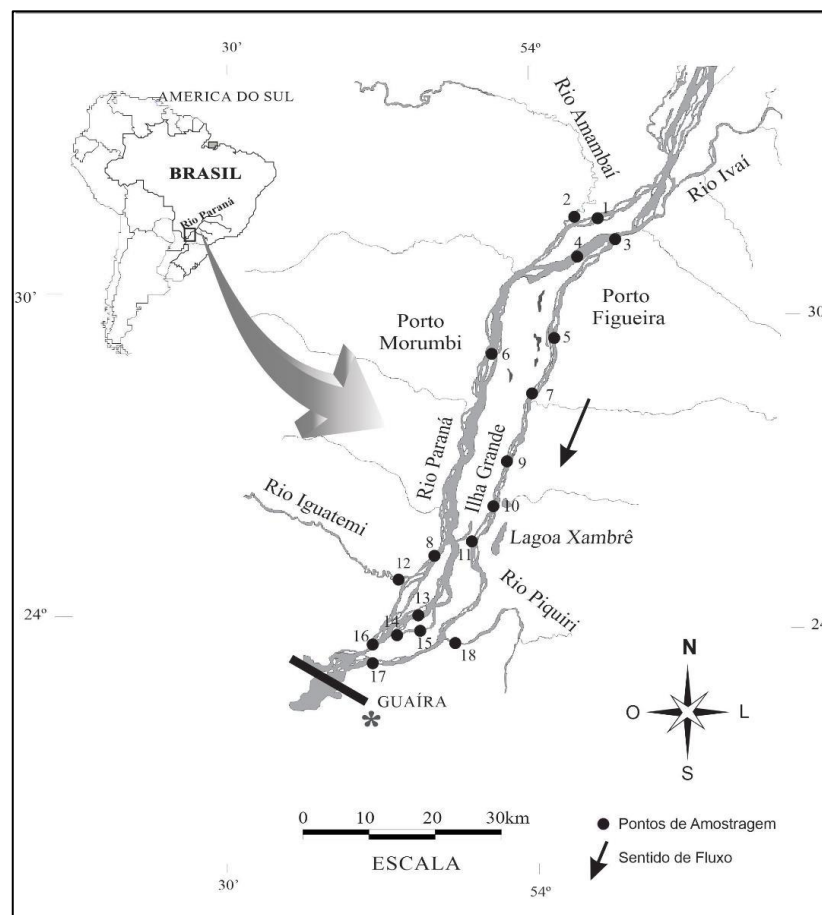 30’
54º
AMERICA DO SUL
BRASIL
Rio Paraná
Rio Amambaí
Rio Ivaí
2
1
3
4
30’
30
Porto
Figueira
Porto
Morumbi
5
6
7
Rio Paraná
Ilha Grande
9
10
Rio Iguatemi
Lagoa Xambrê
8
11
12
Rio Piquiri
13
24º
24
14
15
16
18
17
GUAÍRA
*
N
O
L
S
0 10 20 30km
ESCALA
Pontos de Amostragem
Sentido de Fluxo
30’
54º